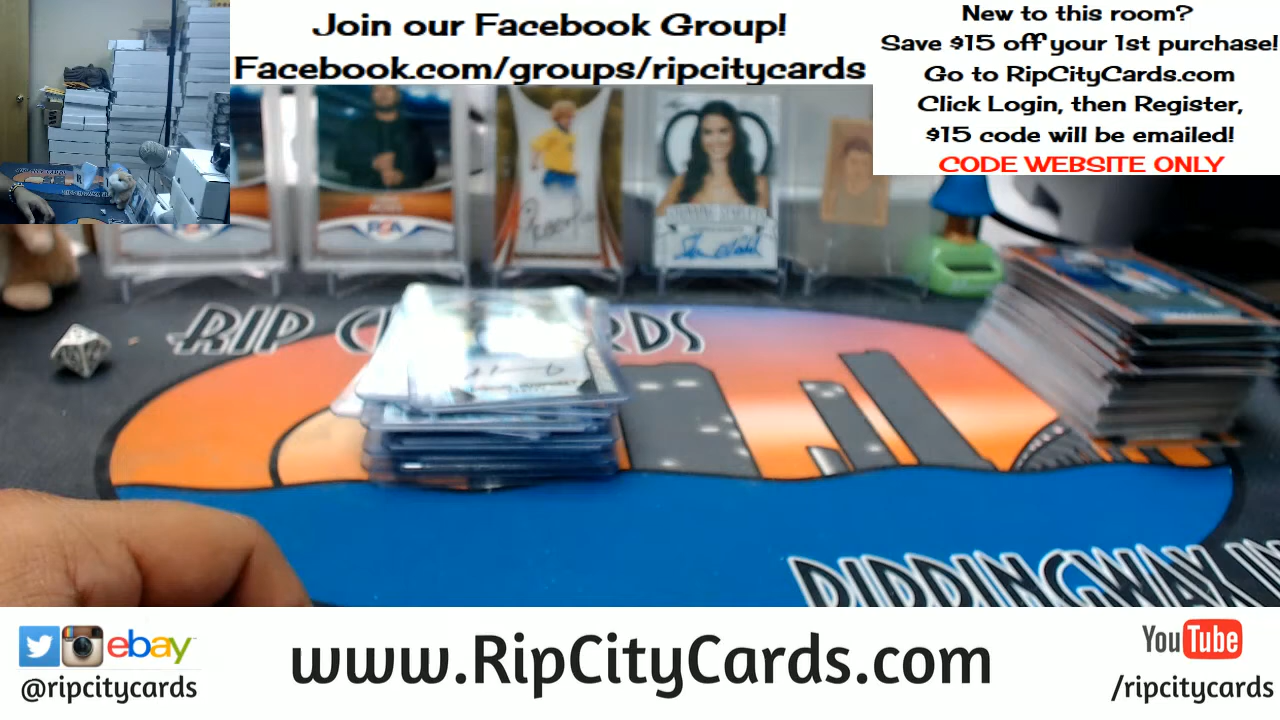 Join our Facebook Group!
Facebook.com/groups/ripcitycards
New to this room?
Save $15 off your 1st purchase!
Go to RipCityCards.com
Click Login, then Register,
$15 code will be emailed!
CODE WEBSITE ONLY
RIP
RIPPINGWAX
ebay
@ripcitycards
www.RipCityCards.com
YouTube
/ripcitycards